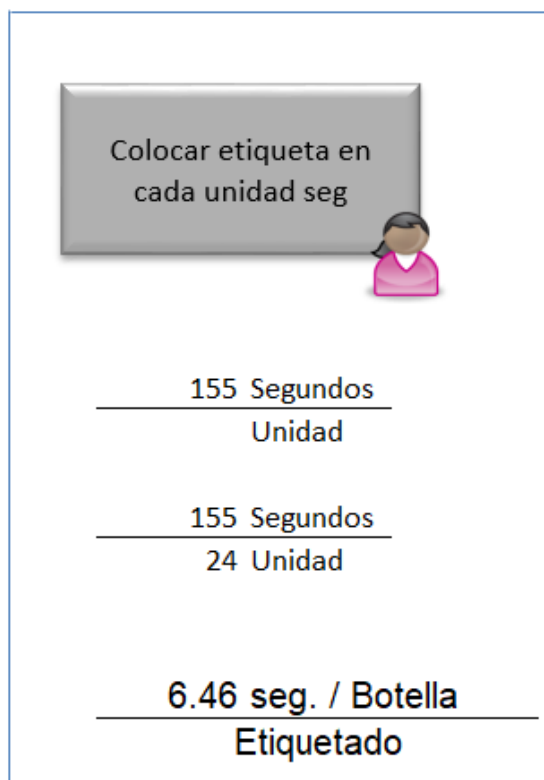 Colocar etiqueta en
cada unidad seg
155 Segundos
Unidad
155 Segundos
24 Unidad
6.46 seg. / Botella
Etiquetado